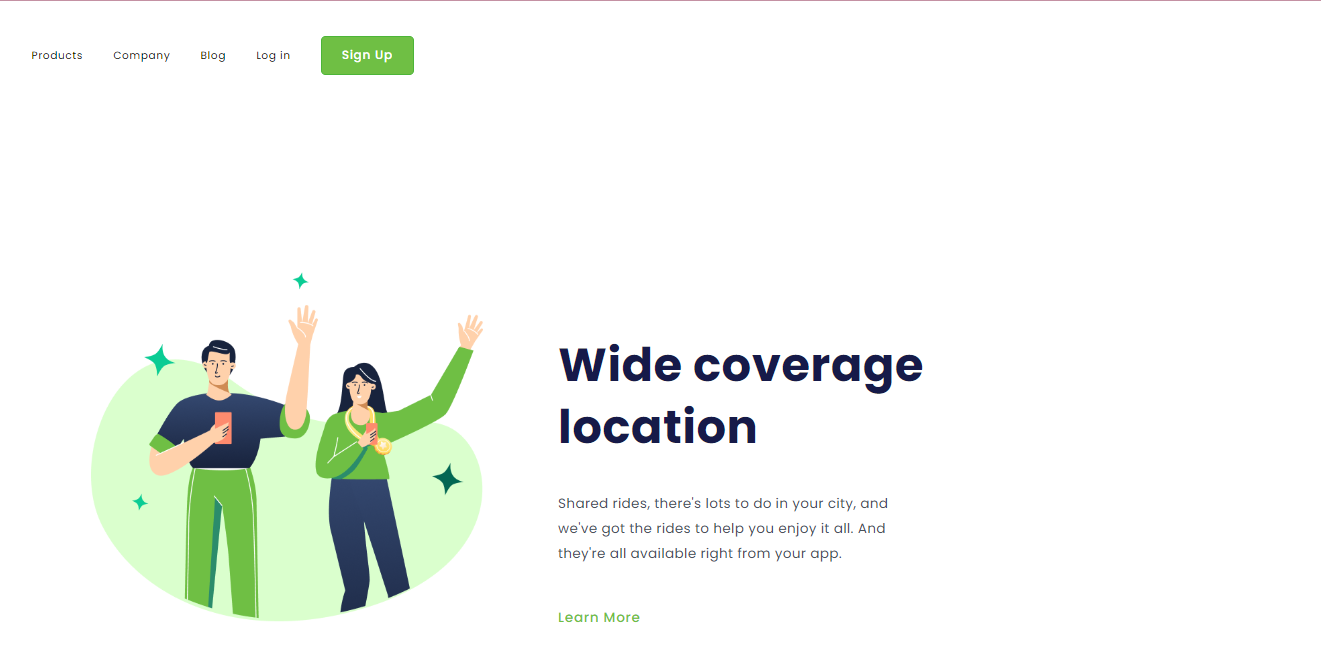 Products Company Blog Log in Sign Up
Wide coverage
location
Shared rides, there's lots to do in your city, and
we've got the rides to help you enjoy it all. And
they're all available right from your app.
Learn More